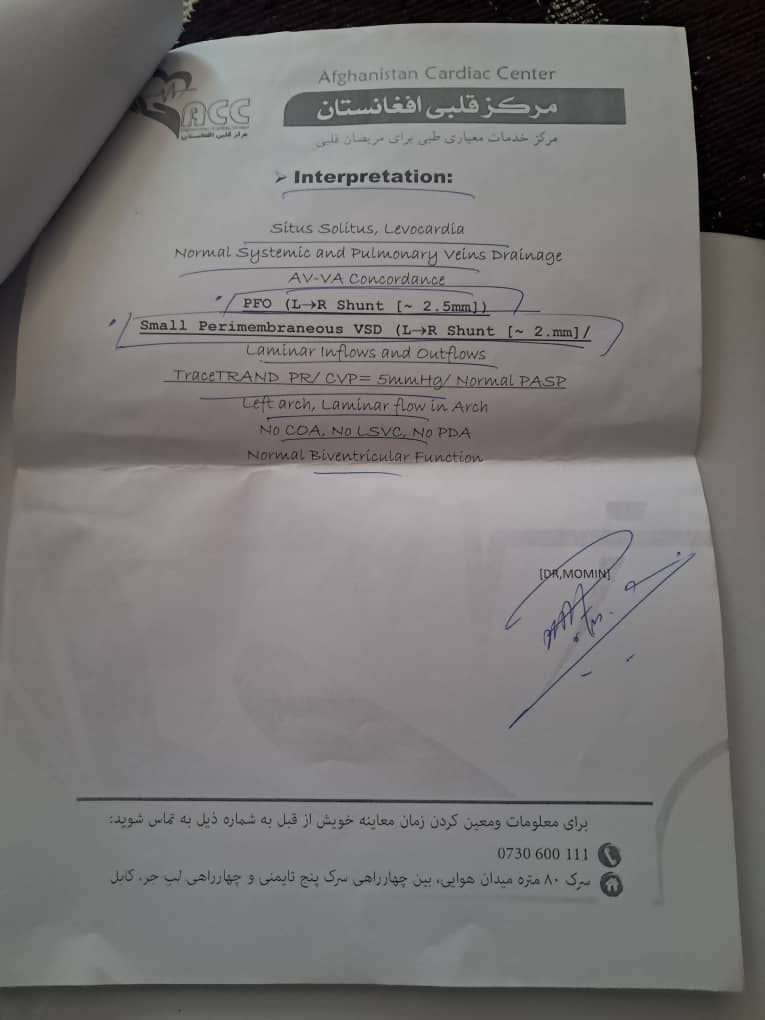 Afghanistan Cardiac Center
ACC
مرکز قلبی افغانستان
مرکز قلبی افغانستان
مرکز خدمات معیاری طبی برای مریضان قلبی
➤ Interpretation:
Situs Solitus, Levocardia
Normal Systemic and Pulmonary Veins Drainage
AV-VA Concordance
PFO (L→R Shunt [~ 2.5mm])
Small Perimembraneous VSD (L→R Shunt [~ 2.mm]/
Laminar Inflows and Outflows
TraceTRAND PR/ CVP= 5mmHg/ Normal PASP
Left arch, Laminar flow in Arch
No COA, No LSVC, No PDA
Normal Biventricular Function
[DR,MOMIN]
برای معلومات ومعین کردن زمان معاینه خویش از قبل به شماره ذیل به تماس شوید:
0730 600 111
سرک ۸۰ متره میدان هوایی، بین چهارراهی سرک پنج تایمنی و چهارراهی لب جر، کابل